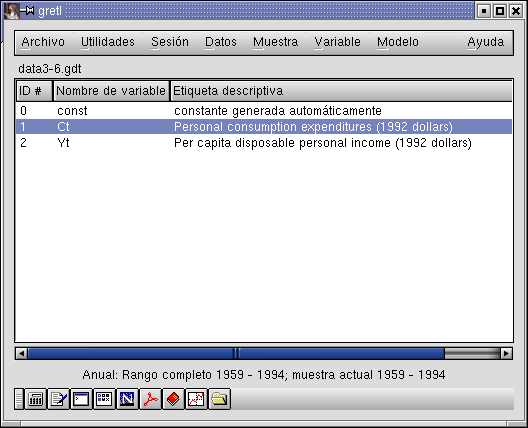 gretl
Archivo Utilidades Sesión Datos Muestra Variable Modelo Ayuda
data3-6.gdt
ID # Nombre de variable Etiqueta descriptiva
0 const constante generada automáticamente
1 Ct Personal consumption expenditures (1992 dollars)
2 Yt Per capita disposable personal income (1992 dollars)
Anual: Rango completo 1959 - 1994; muestra actual 1959 - 1994